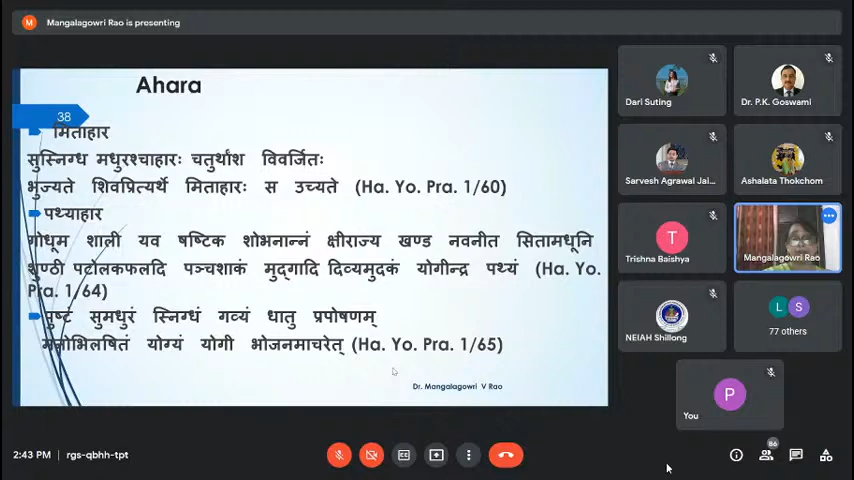 Mangalagowri Rao is presenting
Ahara
38
मिताहार
सुस्निग्ध मधुरश्चाहारः चतुर्थांश विवर्जितः
भुज्यते शिवप्रित्यर्थे मिताहारः स उच्यते (Ha. Yo. Pra. 1/60)
पथ्याहार
गोधूम शाली यव षष्टिक शोभनान्नं क्षीराज्य खण्ड नवनीत सितामधूनि
शुण्ठी पटोलकफलदि पञ्चशाकं मुद्गादि दिव्यमुदकं योगीन्द्र पथ्यं (Ha. Yo.
Pra. 1/64)
पुष्टं सुमधुरं स्निग्धं गव्यं धातु प्रपोषणम्
मनोभिलषितं योग्यं योगी भोजनमाचरेत् (Ha. Yo. Pra. 1/65)
Dr. Mangalagowri V Rao
Dari Suting
Dr. P.K. Goswami
Sarvesh Agrawal Jai...
Ashalata Thokchom
T
Trishna Baishya
Mangalagowri Rao
NEIAH Shillong
L S
77 others
P
You
2:43 PM | rgs-qbhh-tpt
86